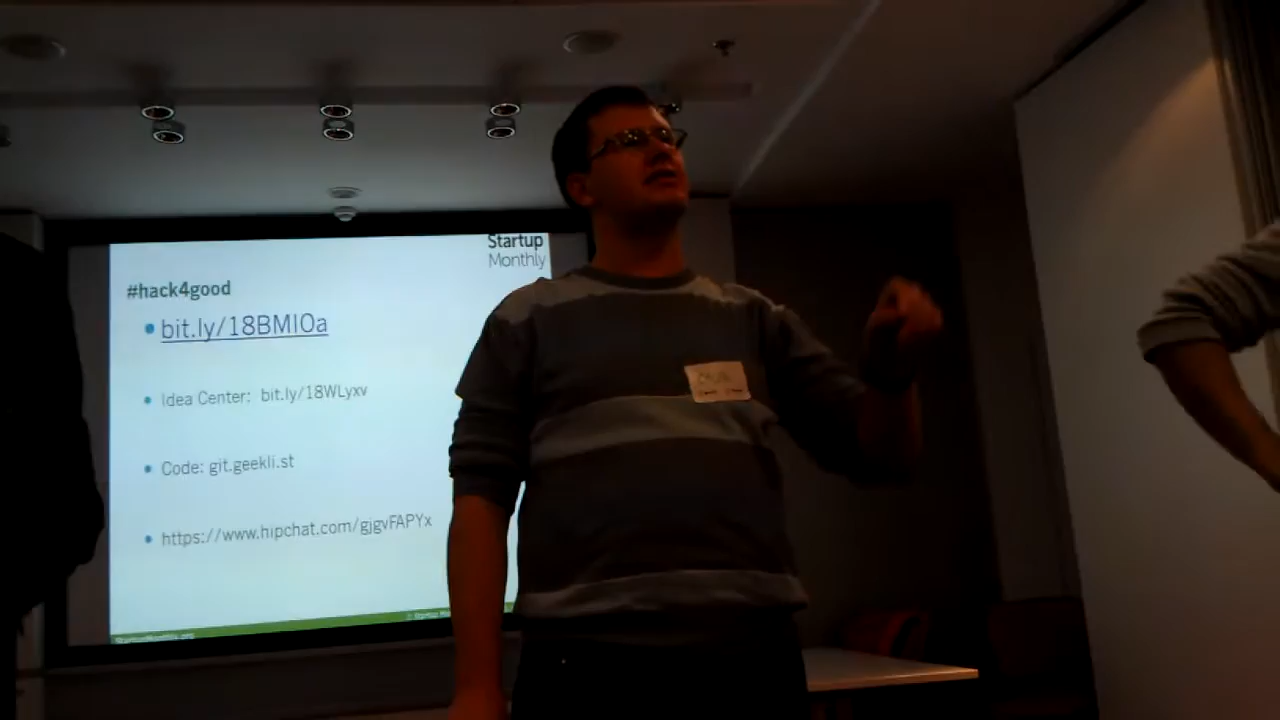 Startup
Monthly
#hack4good
bit.ly/18BMIOa
Idea Center: bit.ly/18WLyxv
Code: git.geekli.st
https://www.hipchat.com/gjgvFAPYx